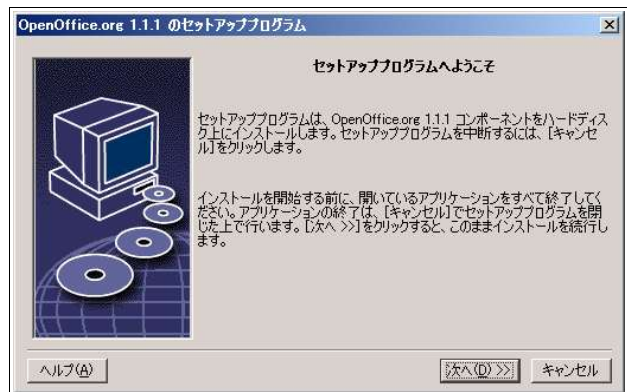 OpenOffice.org 1.1.1 のセットアッププログラム
セットアッププログラムへようこそ
セットアッププログラムは、OpenOffice.org 1.1.1 コンポーネントをハードディス
ク上にインストールします。セットアッププログラムを中断するには、[キャンセ
ル]をクリックします。
インストールを開始する前に、開いているアプリケーションをすべて終了してく
ださい。アプリケーションの終了は、[キャンセル]でセットアッププログラムを閉
じた上で行います。[次へ >>]をクリックすると、このままインストールを続行し
ます。
ヘルプ(A)
次へ(D) >>
キャンセル